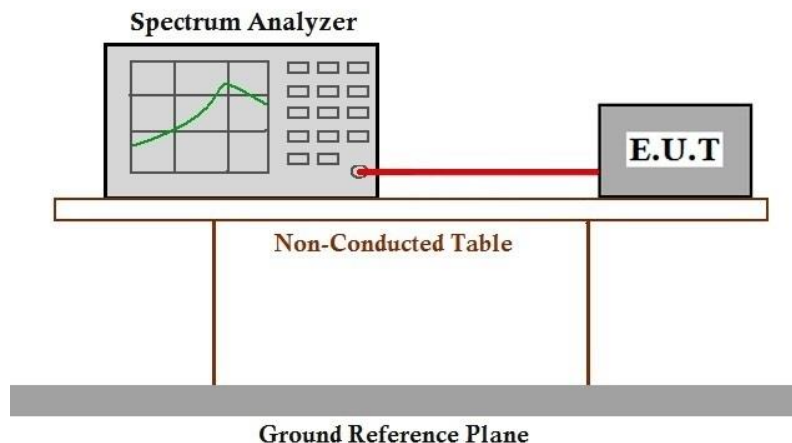 Spectrum Analyzer
E.U.T
Non-Conducted Table
Ground Reference Plane